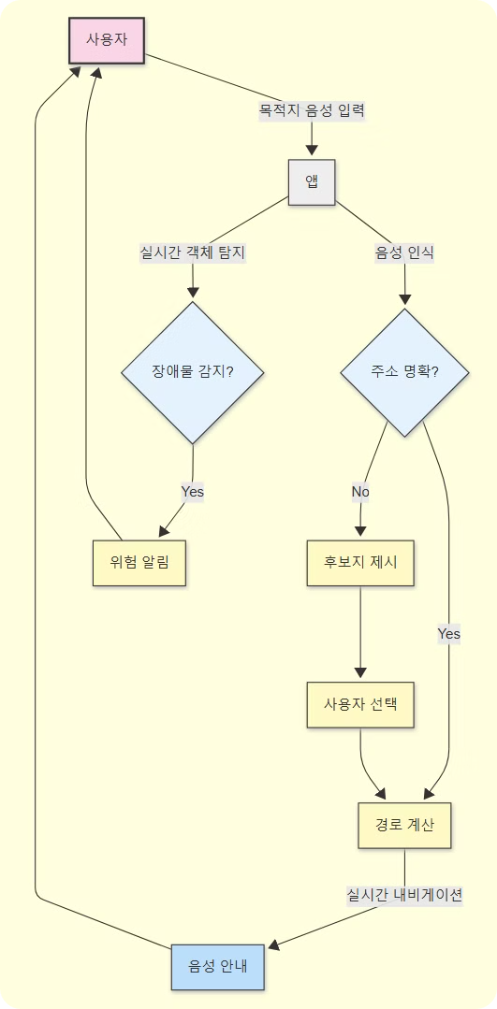 사용자
목적지 음성 입력
앱
실시간 객체 탐지
음성 인식
장애물 감지?
주소 명확?
Yes
No
위험 알림
후보지 제시
Yes
사용자 선택
경로 계산
실시간 내비게이션
음성 안내